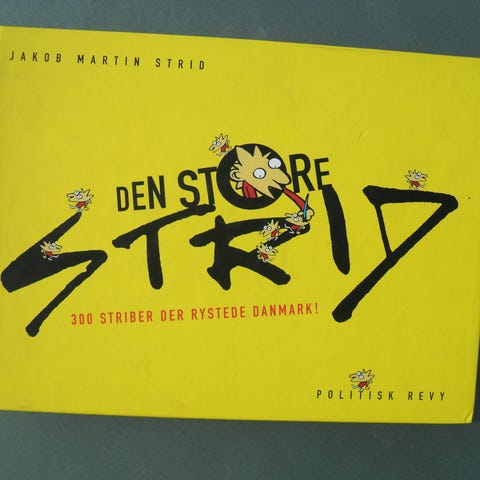 JAKOB MARTIN STRID
DEN STORE
STRID
300 STRIBER DER RYSTEDE DANMARK!
POLITISK REVY